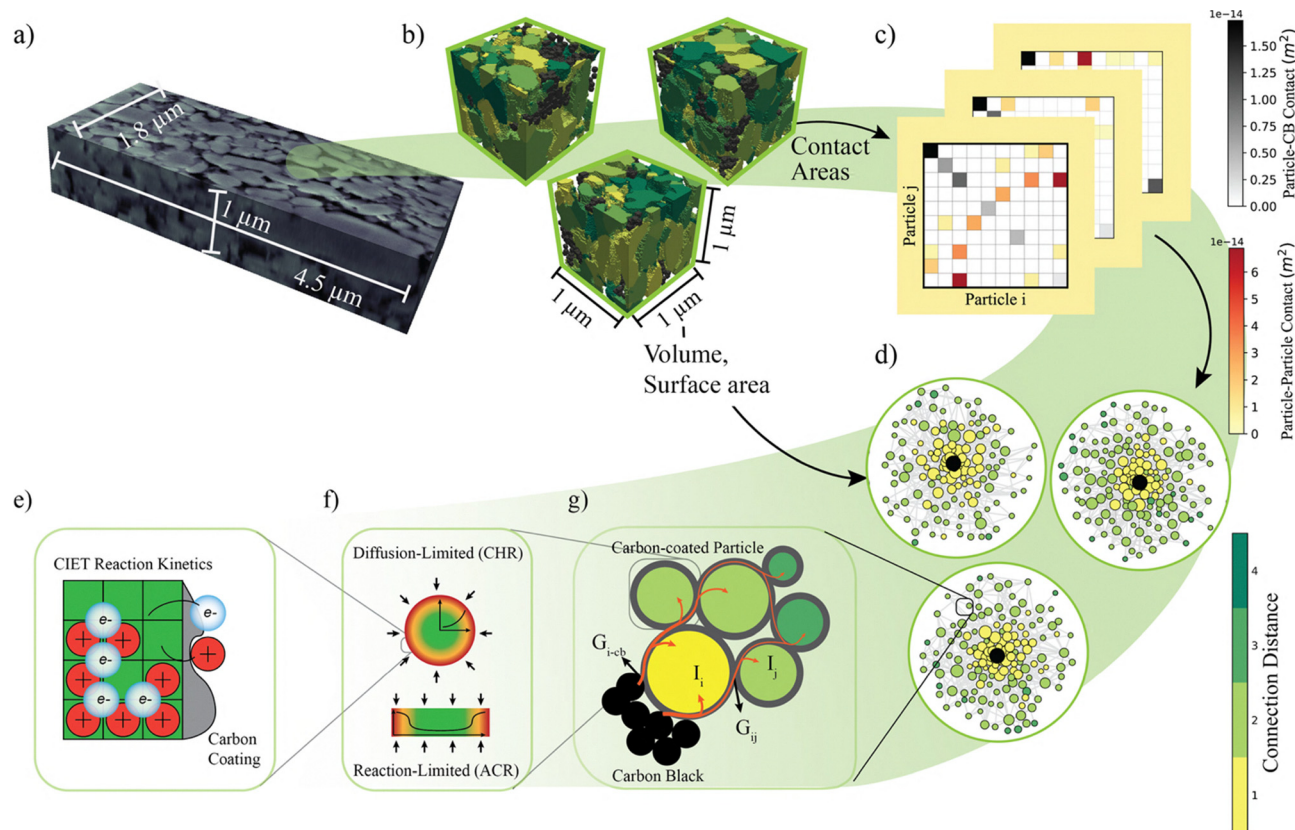 a)
1.8 μm
1 μm
4.5 μm
b)
1 μm
1 μm
1 μm
Contact
Areas
Volume,
Surface area
c)
Particle j
Particle i
1e−14
1.75
1.50
1.25
1.00
0.75
0.50
0.25
0.00
Particle-CB Contact (m²)
1e−14
6
5
4
3
2
1
0
Particle-Particle Contact (m²)
d)
4
3
2
1
Connection Distance
e)
CIET Reaction Kinetics
e-
e-
e-
e- e-
+ +
+
+ +
+ + +
Carbon
Coating
f)
Diffusion-Limited (CHR)
Reaction-Limited (ACR)
g)
Carbon-coated Particle
G i-cb
I i
I j
G ij
Carbon Black